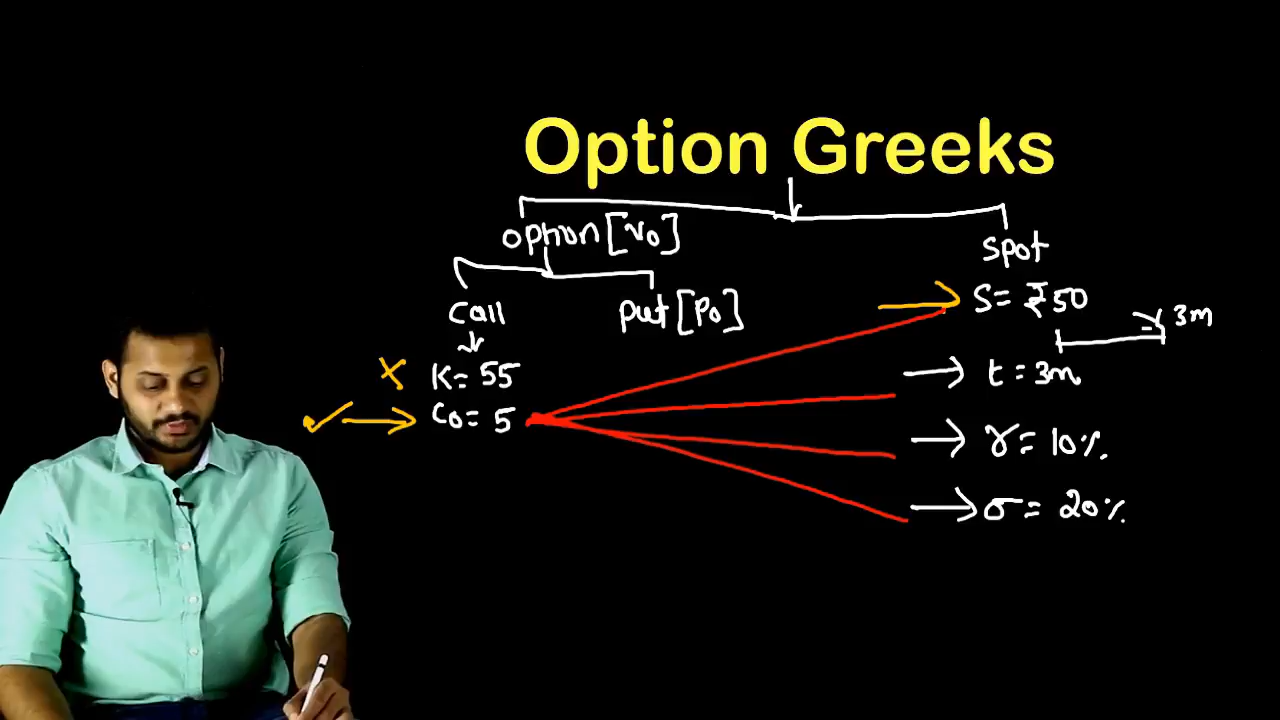 Option Greeks
option [V0]
Spot
call
put [P0]
S = ₹50
3m
x K = 55
t = 3m
✓ C0 = 5
r = 10%
σ = 20%